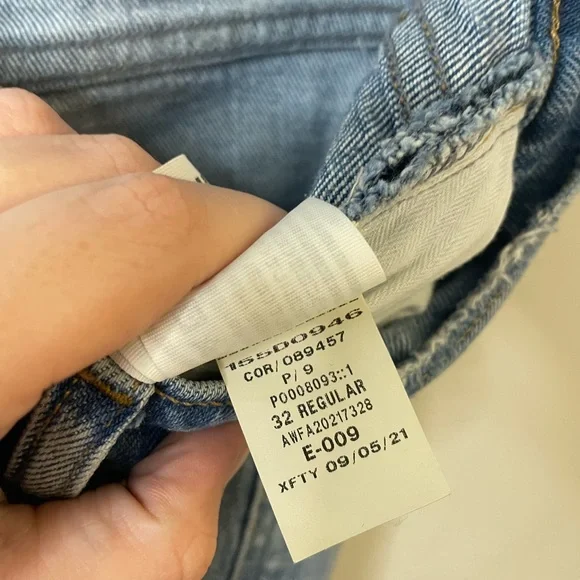 155D0946
COR/089457
P/9
P0008093::1
32 REGULAR
AWFA20217328
E-009
XFTY 09/05/21